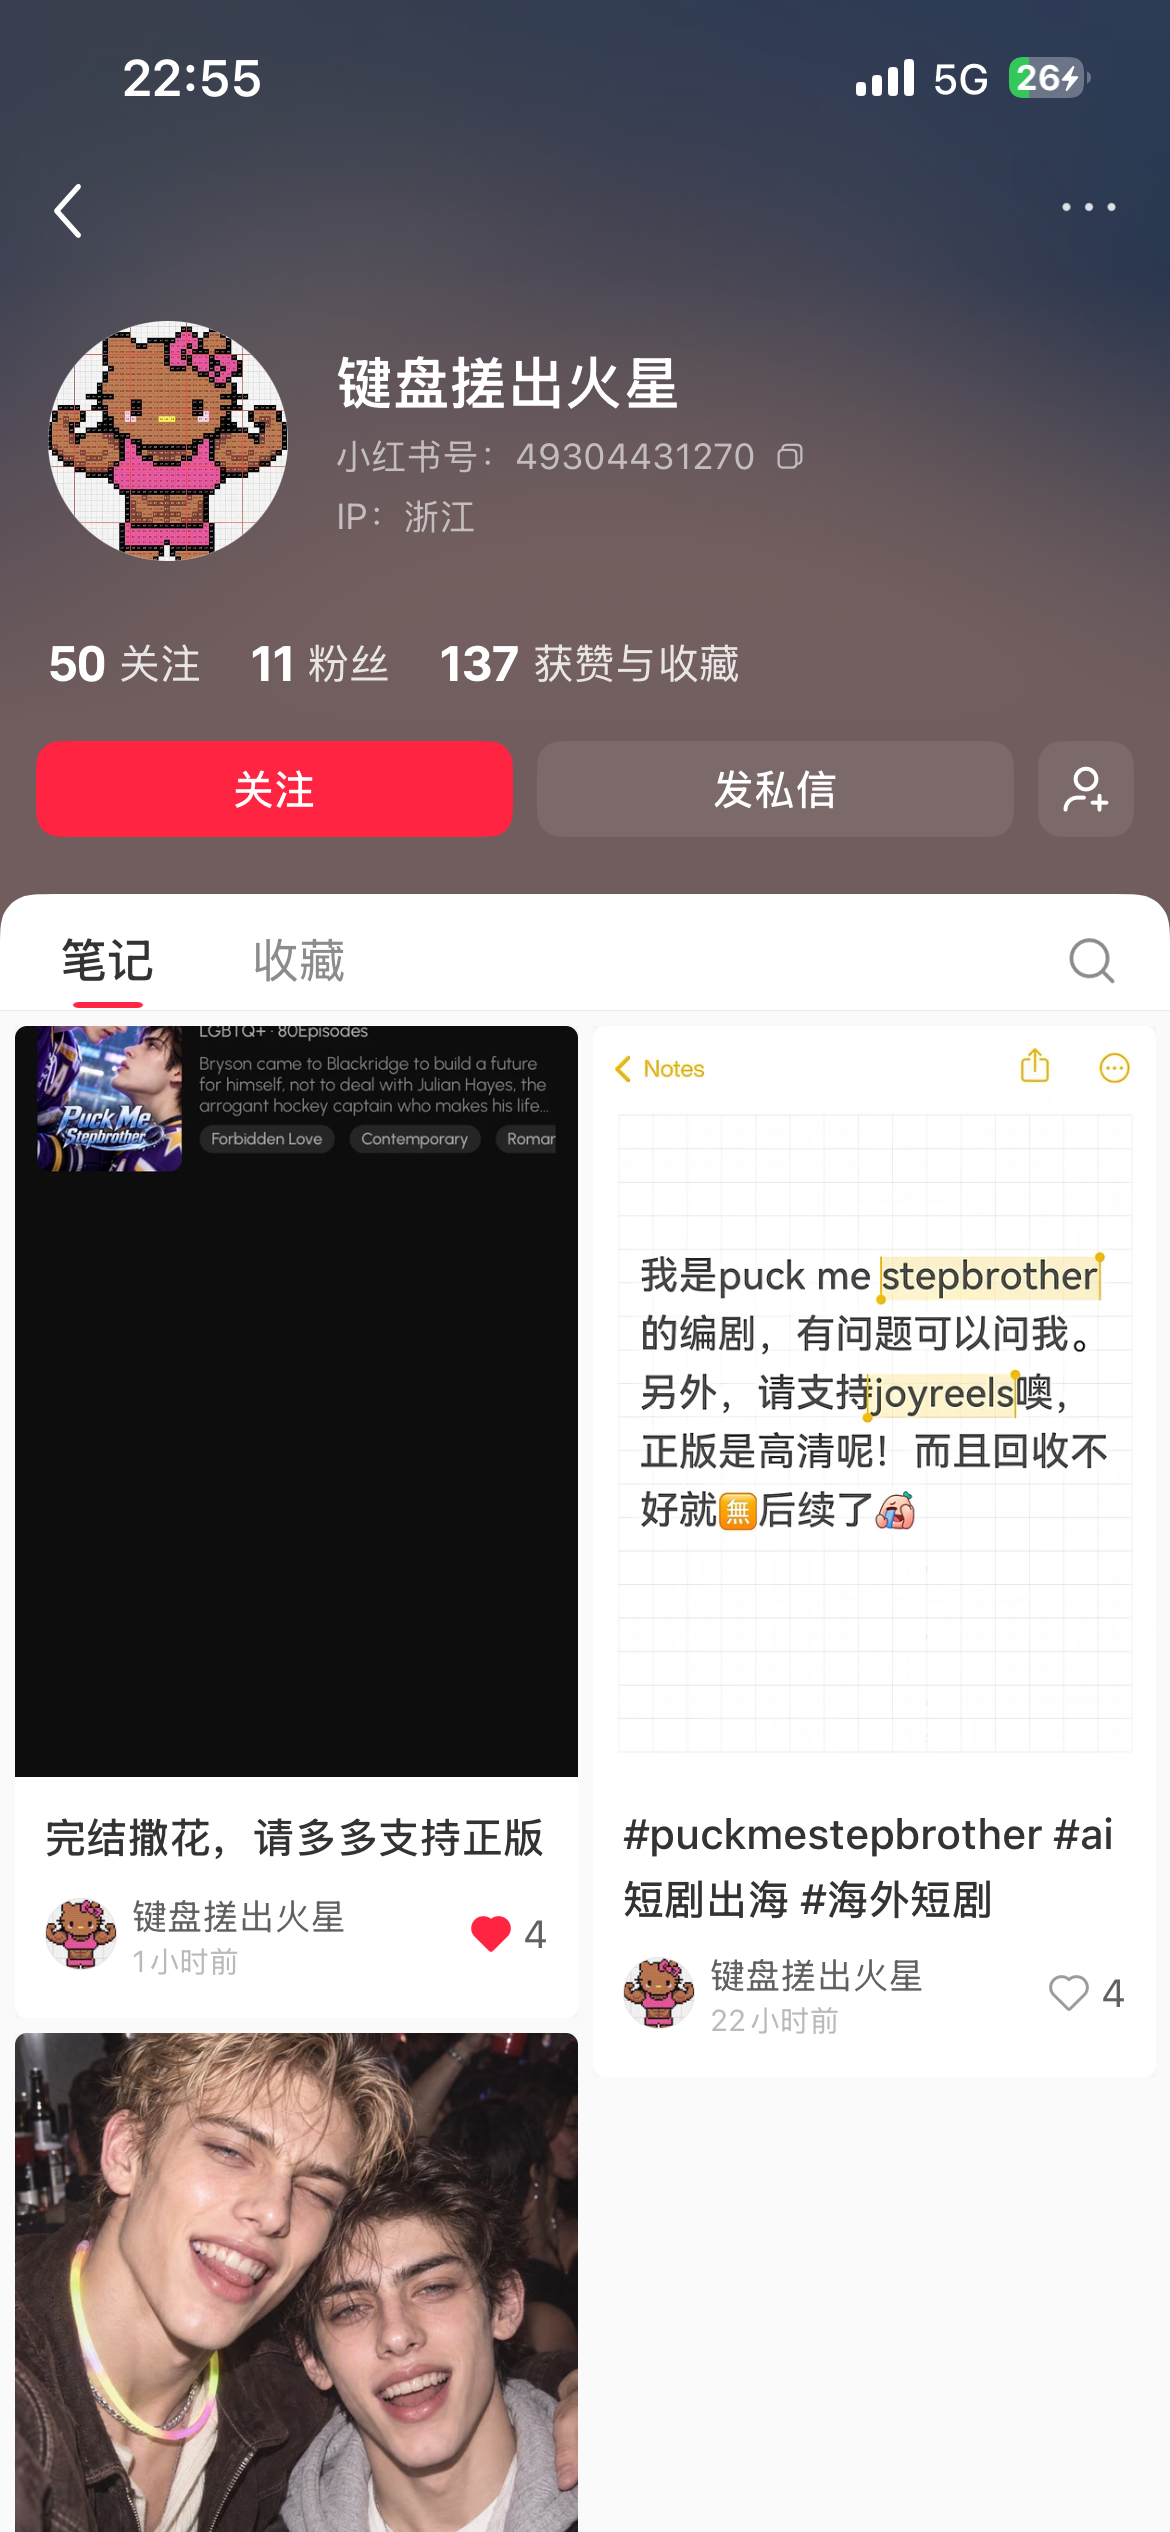 22:55
5G
26
键盘搓出火星
小红书号：49304431270
IP：浙江
50 关注 11 粉丝 137 获赞与收藏
关注
发私信
笔记
收藏
LGBTQ+ · 80Episodes
Bryson came to Blackridge to build a future
for himself, not to deal with Julian Hayes, the
arrogant hockey captain who makes his life...
Puck Me
Stepbrother
Forbidden Love
Contemporary
Romar
完结撒花，请多多支持正版
键盘搓出火星
1小时前
4
Notes
我是puck me stepbrother
的编剧，有问题可以问我。
另外，请支持joyreels噢，
正版是高清呢！而且回收不
好就🈚后续了
#puckmestepbrother #ai
短剧出海 #海外短剧
键盘搓出火星
22小时前
4